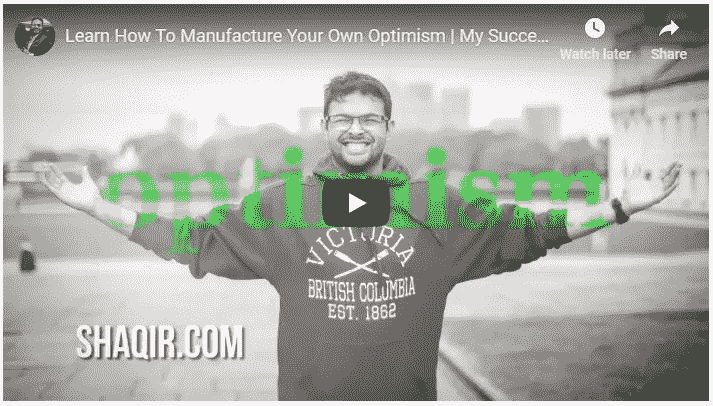 Learn How To Manufacture Your Own Optimism | My Succe...
Watch later
Share
optimism
VICTORIA
BRITISH COLUMBIA
EST. 1862
SHAQIR.COM